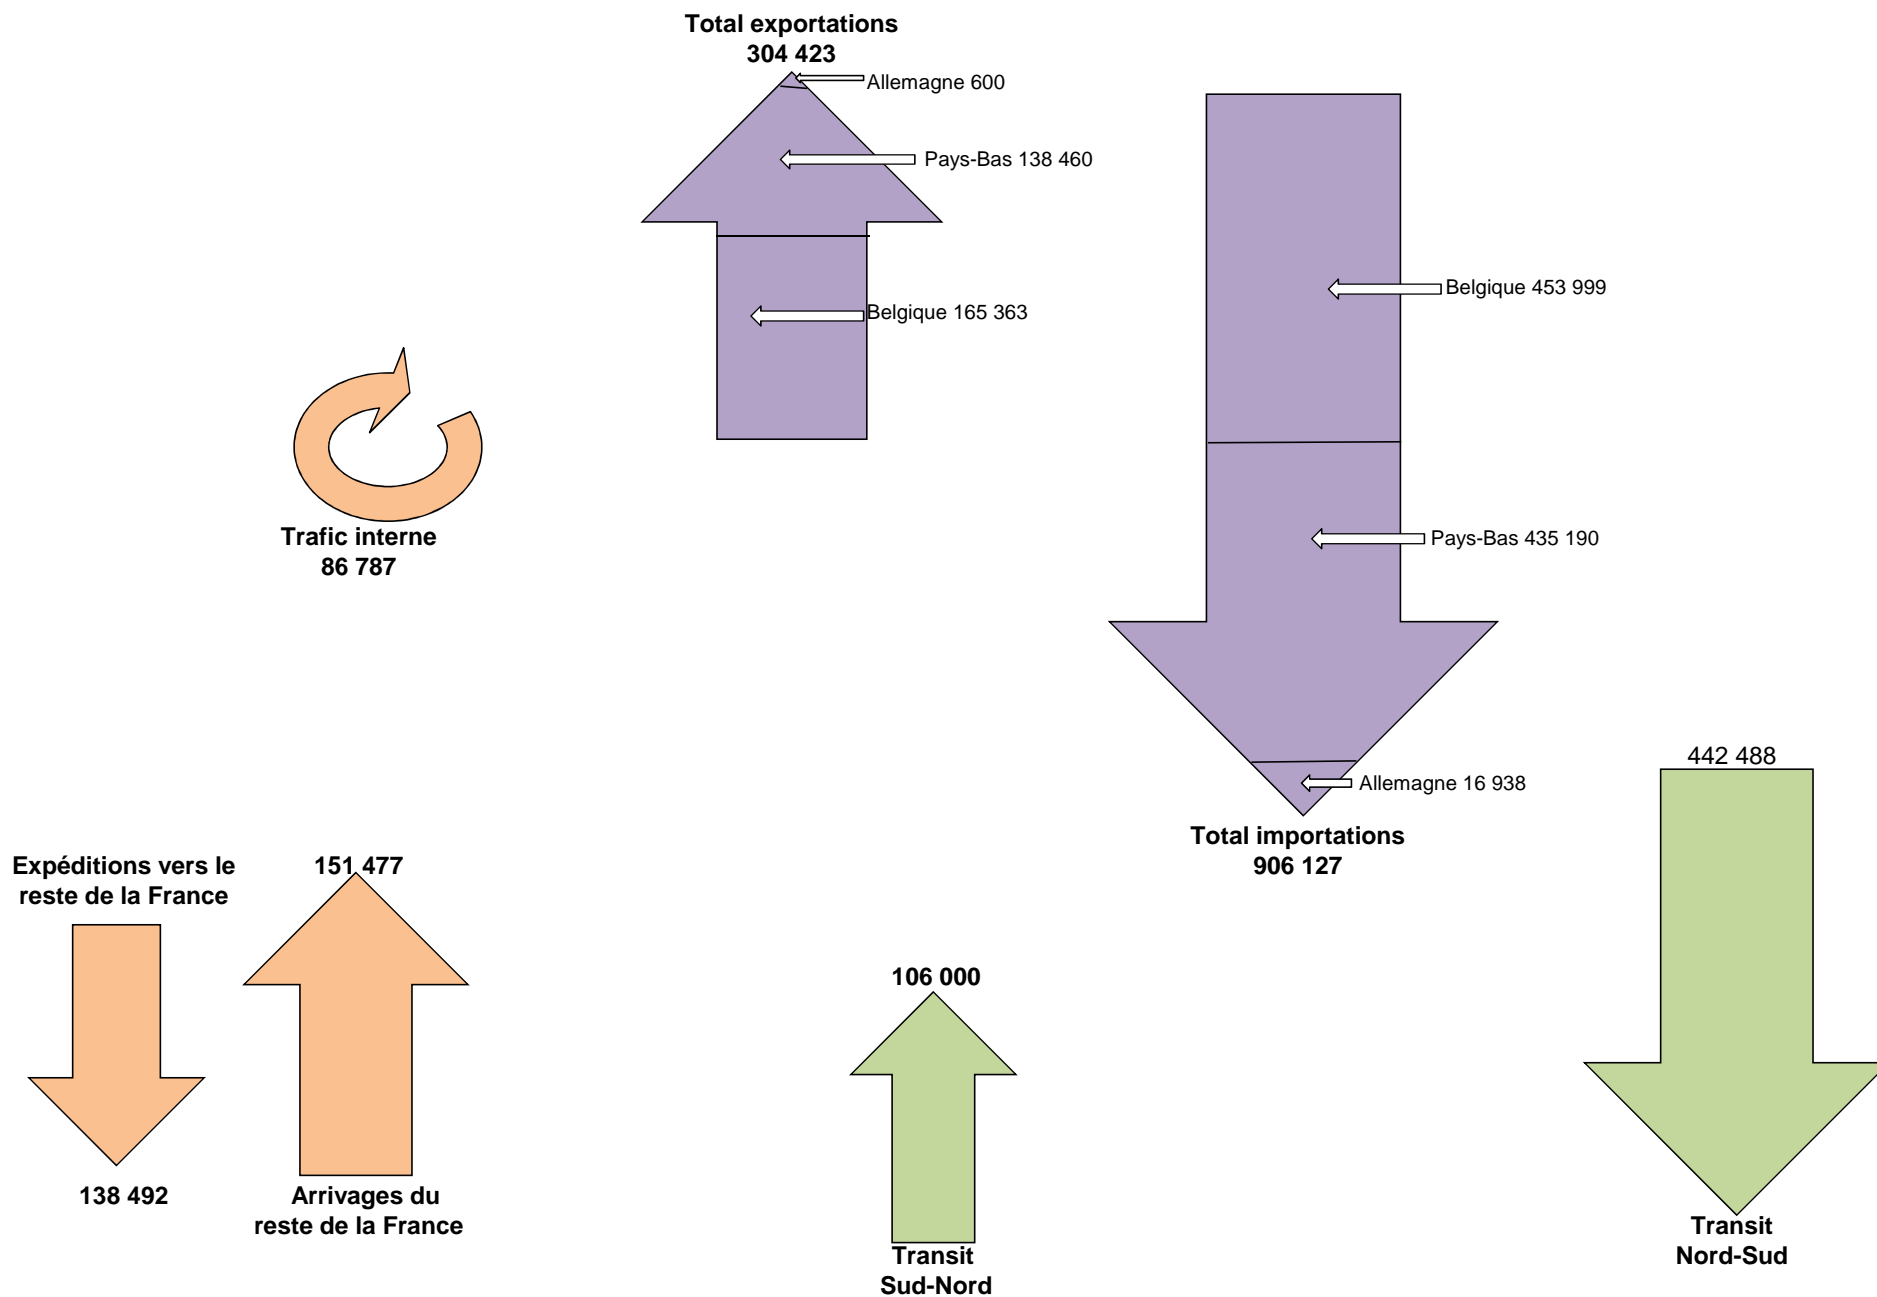 Total exportations
304 423
Allemagne 600
Pays-Bas 138 460
Belgique 453 999
Belgique 165 363
Trafic interne
86 787
Pays-Bas 435 190
442 488
Allemagne 16 938
Total importations
906 127
Expéditions vers le
reste de la France
151 477
106 000
138 492
Arrivages du
reste de la France
Transit
Nord-Sud
Transit
Sud-Nord